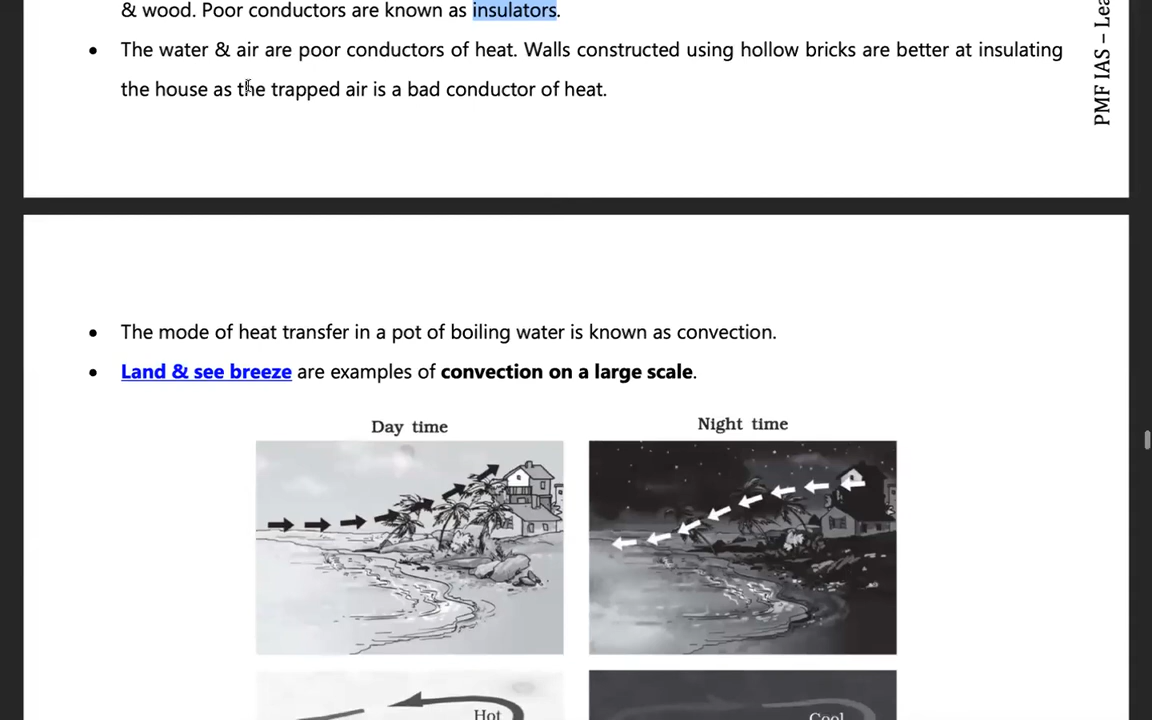 & wood. Poor conductors are known as insulators.
• The water & air are poor conductors of heat. Walls constructed using hollow bricks are better at insulating
the house as the trapped air is a bad conductor of heat.
PMF IAS – Lea
• The mode of heat transfer in a pot of boiling water is known as convection.
• Land & see breeze are examples of convection on a large scale.
Day time
Night time
Hot
Cool